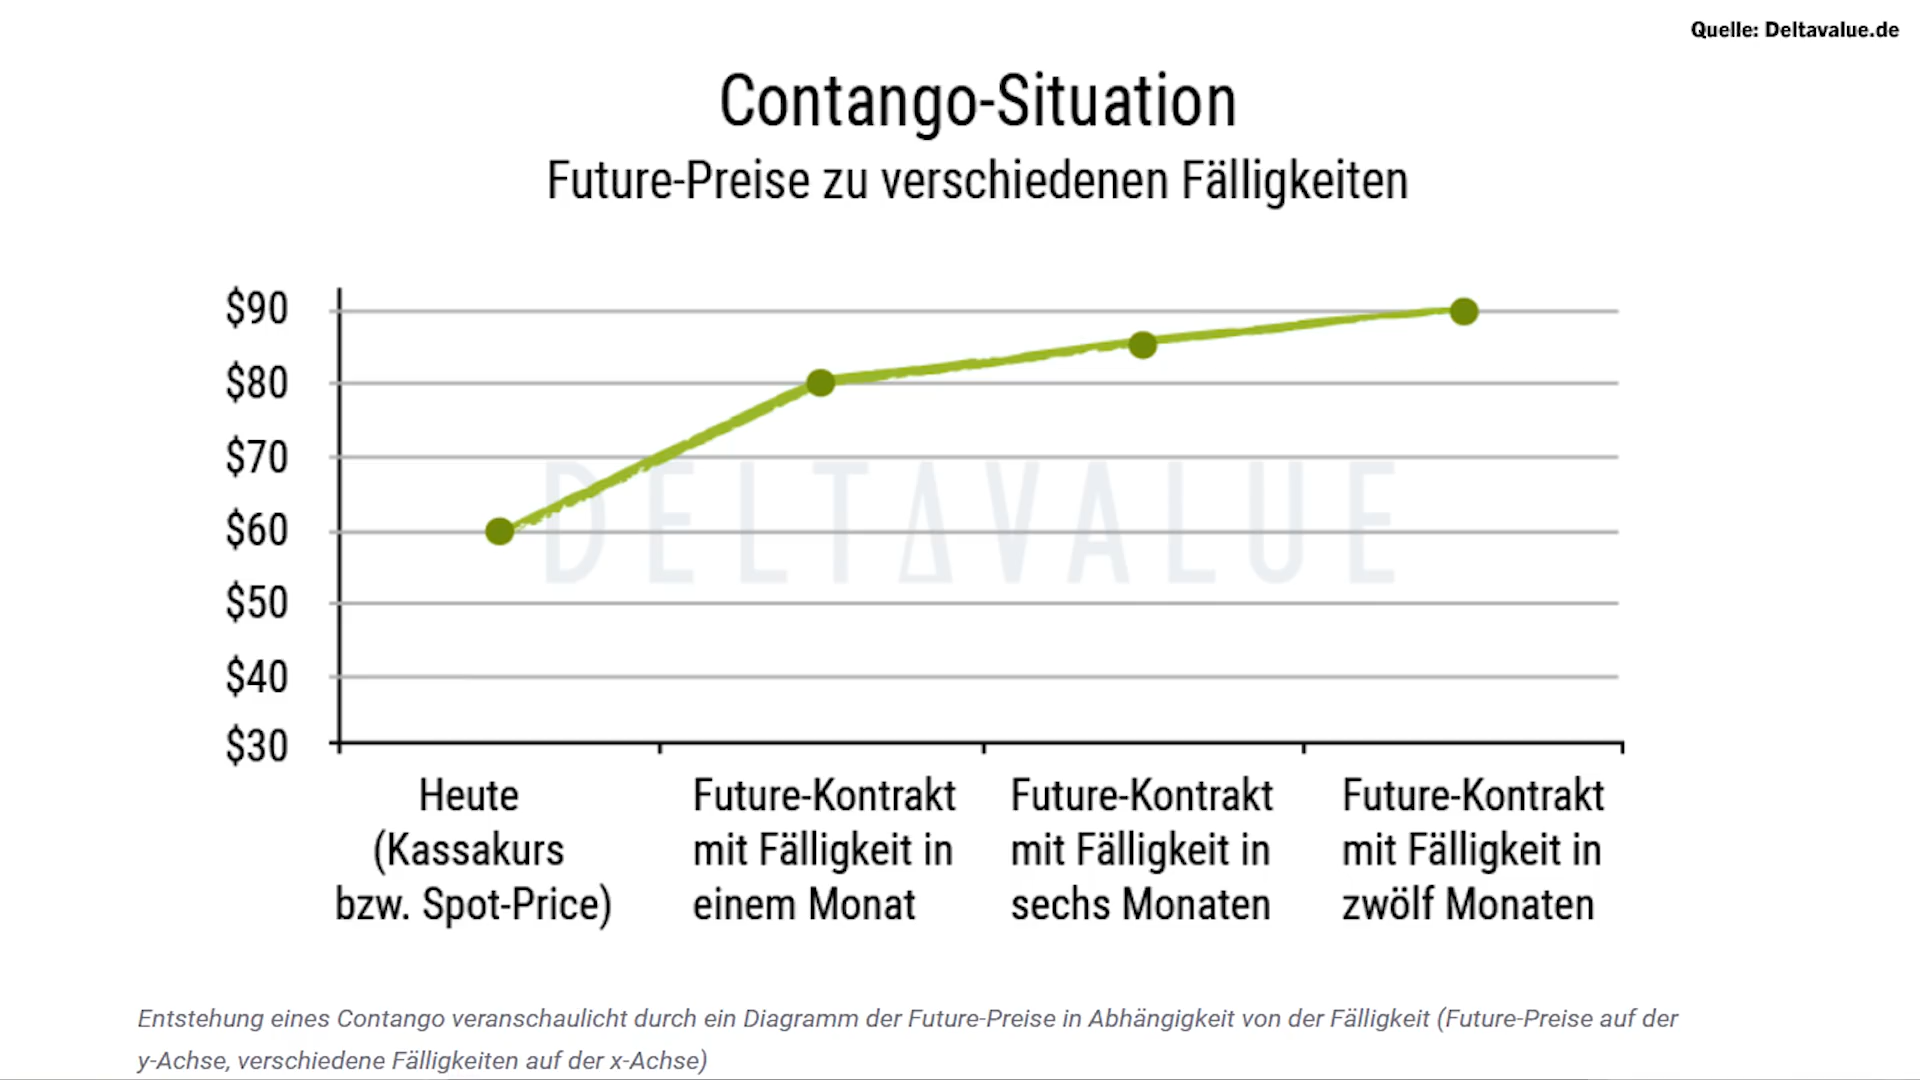 Quelle: Deltavalue.de
Contango-Situation
Future-Preise zu verschiedenen Fälligkeiten
$90
$80
$70
$60
$50
$40
$30
DELTAVALUE
Heute
(Kassakurs
bzw. Spot-Price)
Future-Kontrakt
mit Fälligkeit in
einem Monat
Future-Kontrakt
mit Fälligkeit in
sechs Monaten
Future-Kontrakt
mit Fälligkeit in
zwölf Monaten
Entstehung eines Contango veranschaulicht durch ein Diagramm der Future-Preise in Abhängigkeit von der Fälligkeit (Future-Preise auf der
y-Achse, verschiedene Fälligkeiten auf der x-Achse)